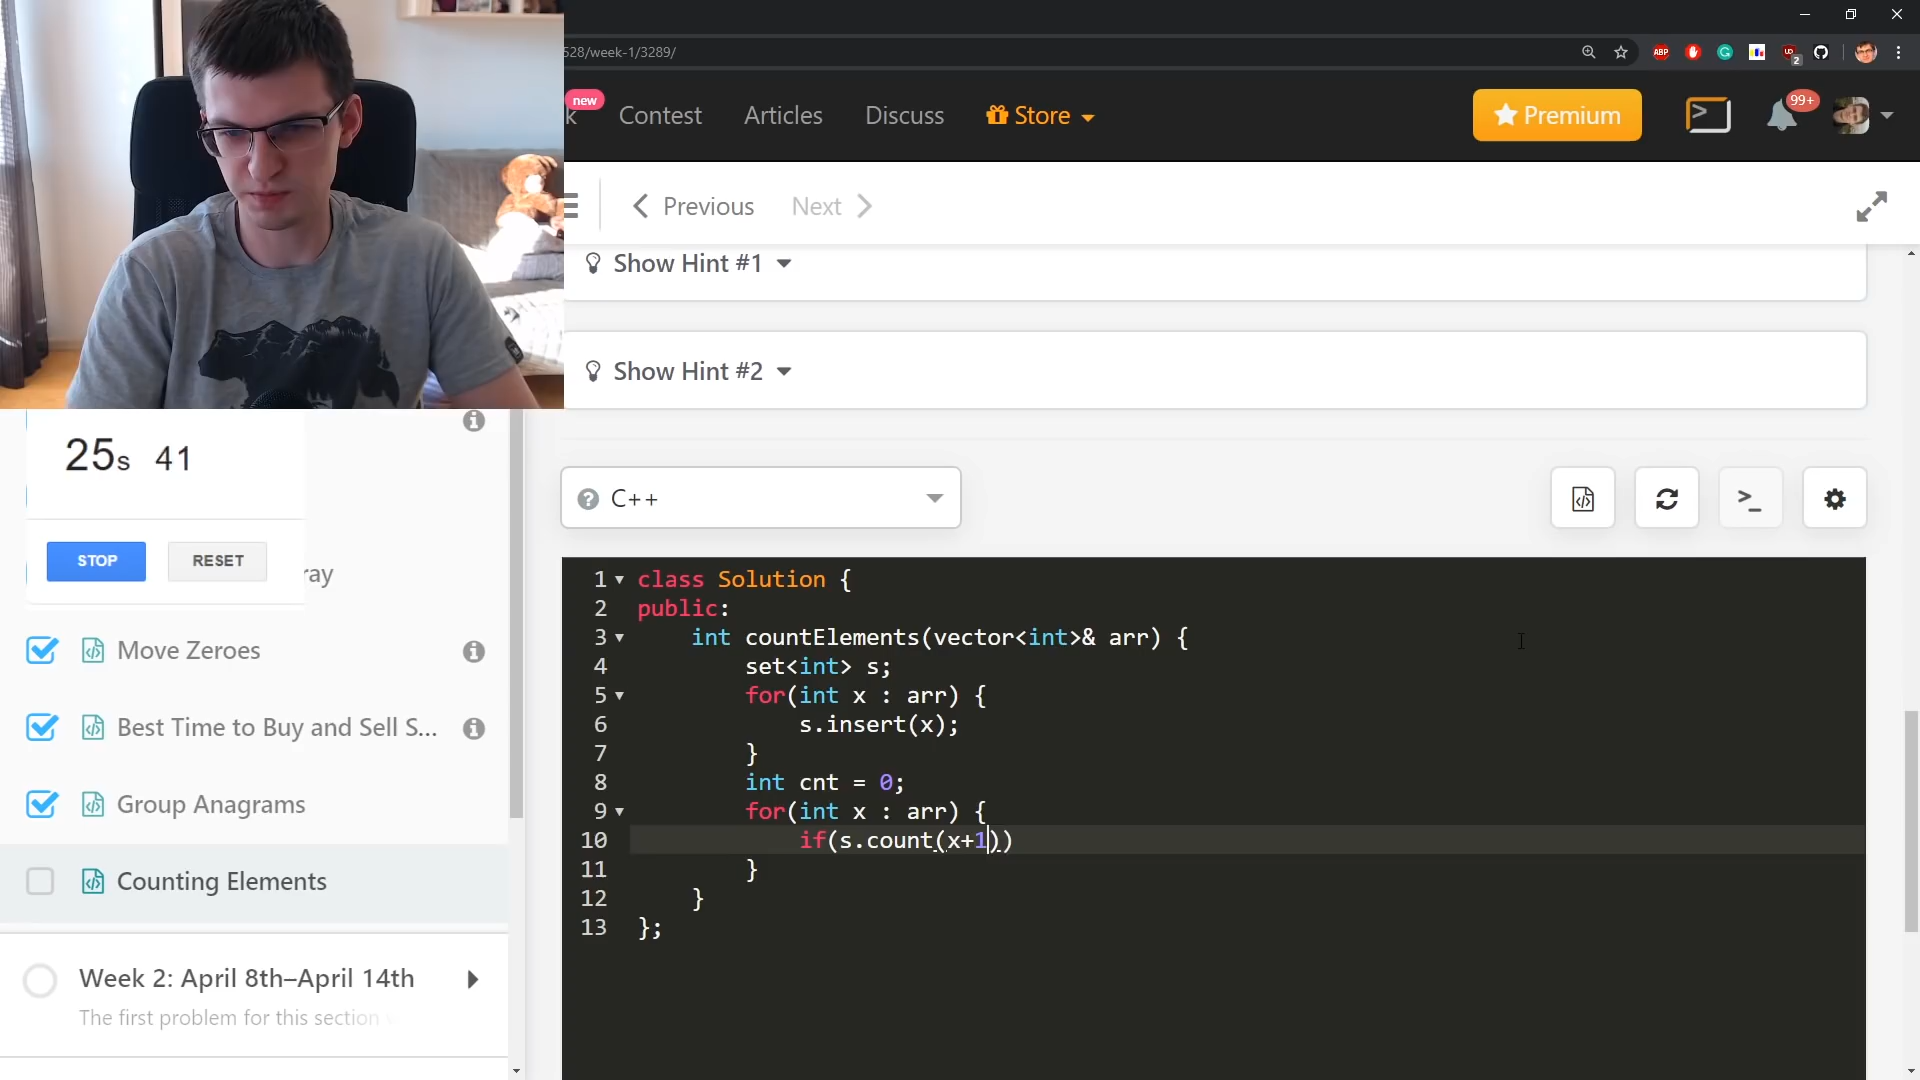 528/week-1/3289/
ABP
2
k
new
Contest
Articles
Discuss
Store
Premium
99+
Previous
Next
Show Hint #1
Show Hint #2
25s 41
STOP
RESET
ray
C++
>_
1 class Solution {
2 public:
3 int countElements(vector<int>& arr) {
4 set<int> s;
5 for(int x : arr) {
6 s.insert(x);
7 }
8 int cnt = 0;
9 for(int x : arr) {
10 if(s.count(x+1))
11 }
12 }
13 };
Move Zeroes
Best Time to Buy and Sell S...
Group Anagrams
Counting Elements
Week 2: April 8th–April 14th
The first problem for this section